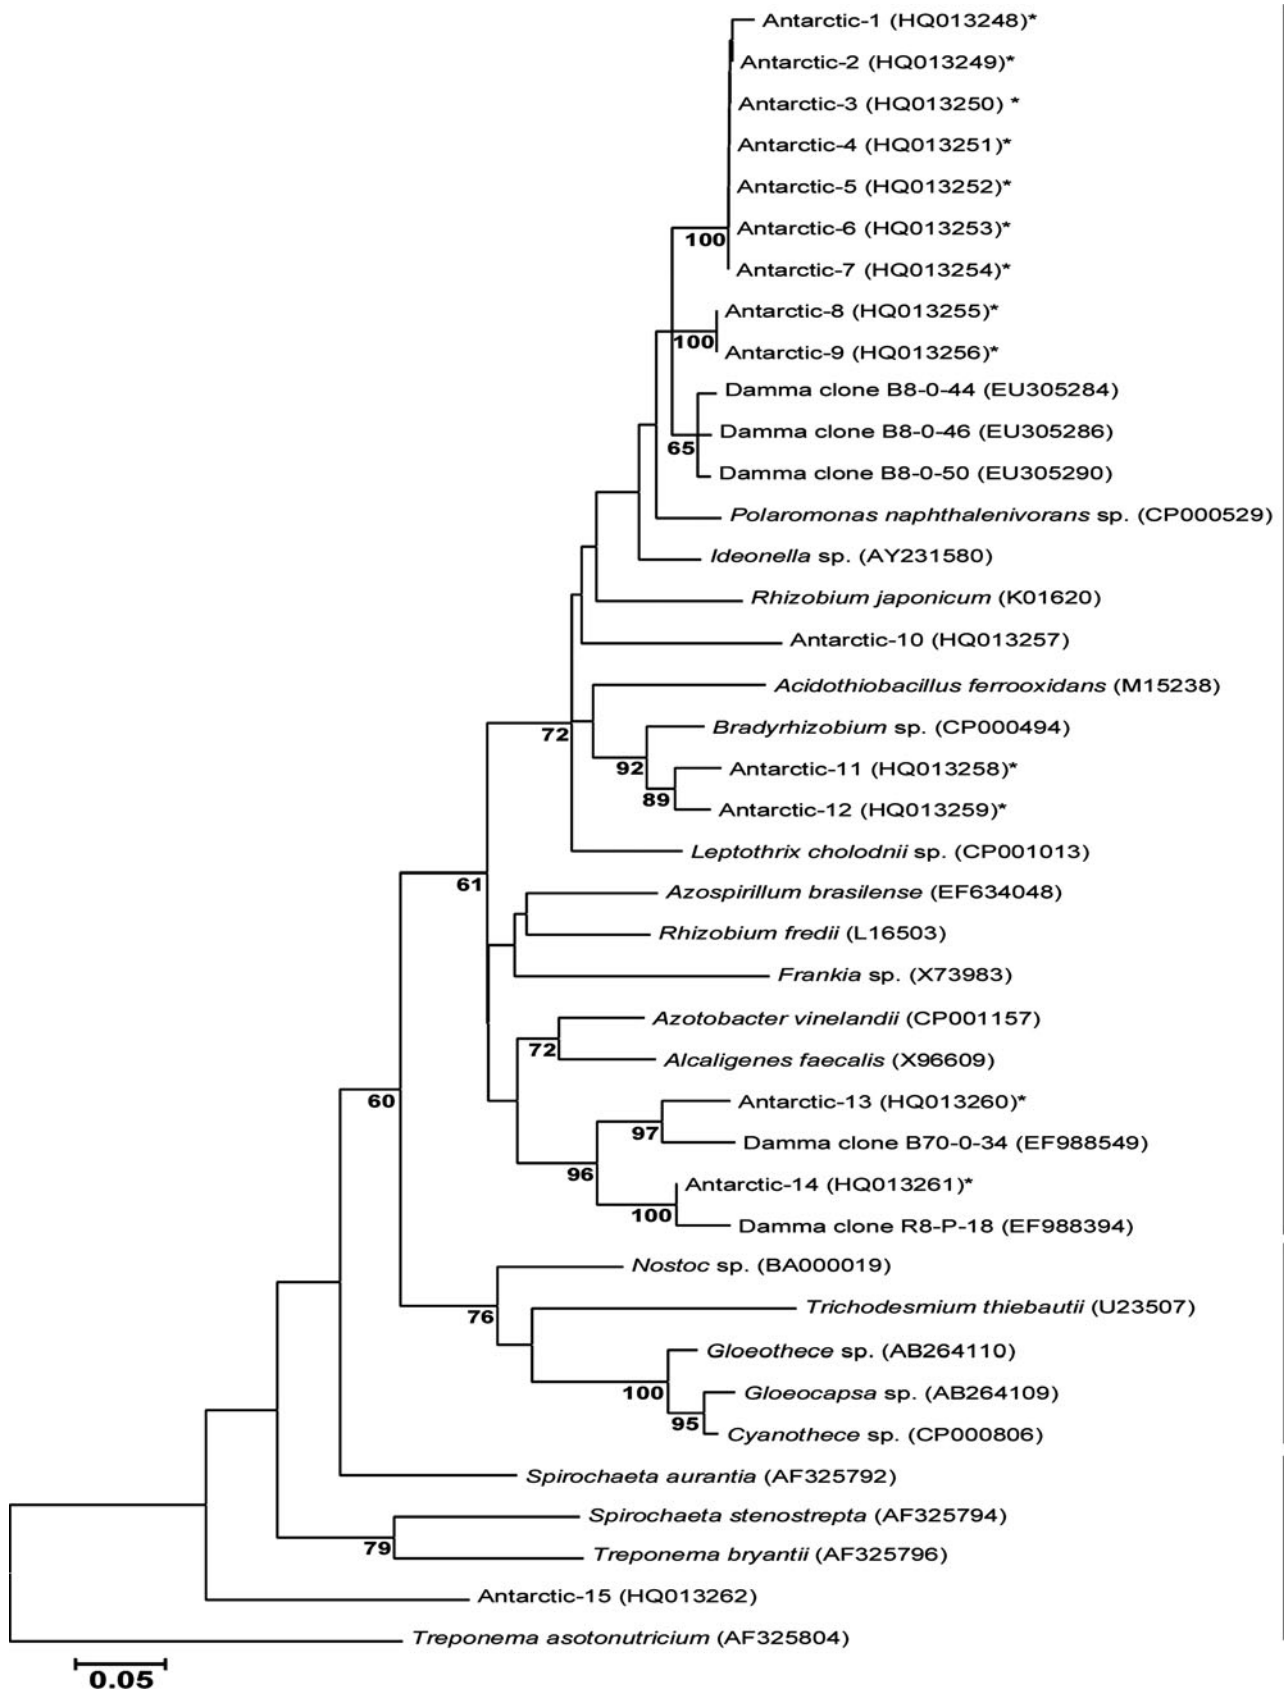 Antarctic-1 (HQ013248)*
Antarctic-2 (HQ013249)*
Antarctic-3 (HQ013250) *
Antarctic-4 (HQ013251)*
Antarctic-5 (HQ013252)*
Antarctic-6 (HQ013253)*
100
Antarctic-7 (HQ013254)*
Antarctic-8 (HQ013255)*
100
Antarctic-9 (HQ013256)*
Damma clone B8-0-44 (EU305284)
Damma clone B8-0-46 (EU305286)
65
Damma clone B8-0-50 (EU305290)
Polaromonas naphthalenivorans sp. (CP000529)
Ideonella sp. (AY231580)
Rhizobium japonicum (K01620)
Antarctic-10 (HQ013257)
Acidothiobacillus ferrooxidans (M15238)
Bradyrhizobium sp. (CP000494)
72
Antarctic-11 (HQ013258)*
92
89
Antarctic-12 (HQ013259)*
Leptothrix cholodnii sp. (CP001013)
61
Azospirillum brasilense (EF634048)
Rhizobium fredii (L16503)
Frankia sp. (X73983)
Azotobacter vinelandii (CP001157)
72
Alcaligenes faecalis (X96609)
60
Antarctic-13 (HQ013260)*
97
Damma clone B70-0-34 (EF988549)
96
Antarctic-14 (HQ013261)*
100
Damma clone R8-P-18 (EF988394)
Nostoc sp. (BA000019)
76
Trichodesmium thiebautii (U23507)
Gloeothece sp. (AB264110)
100
Gloeocapsa sp. (AB264109)
95
Cyanothece sp. (CP000806)
Spirochaeta aurantia (AF325792)
Spirochaeta stenostrepta (AF325794)
79
Treponema bryantii (AF325796)
Antarctic-15 (HQ013262)
Treponema asotonutricium (AF325804)
0.05